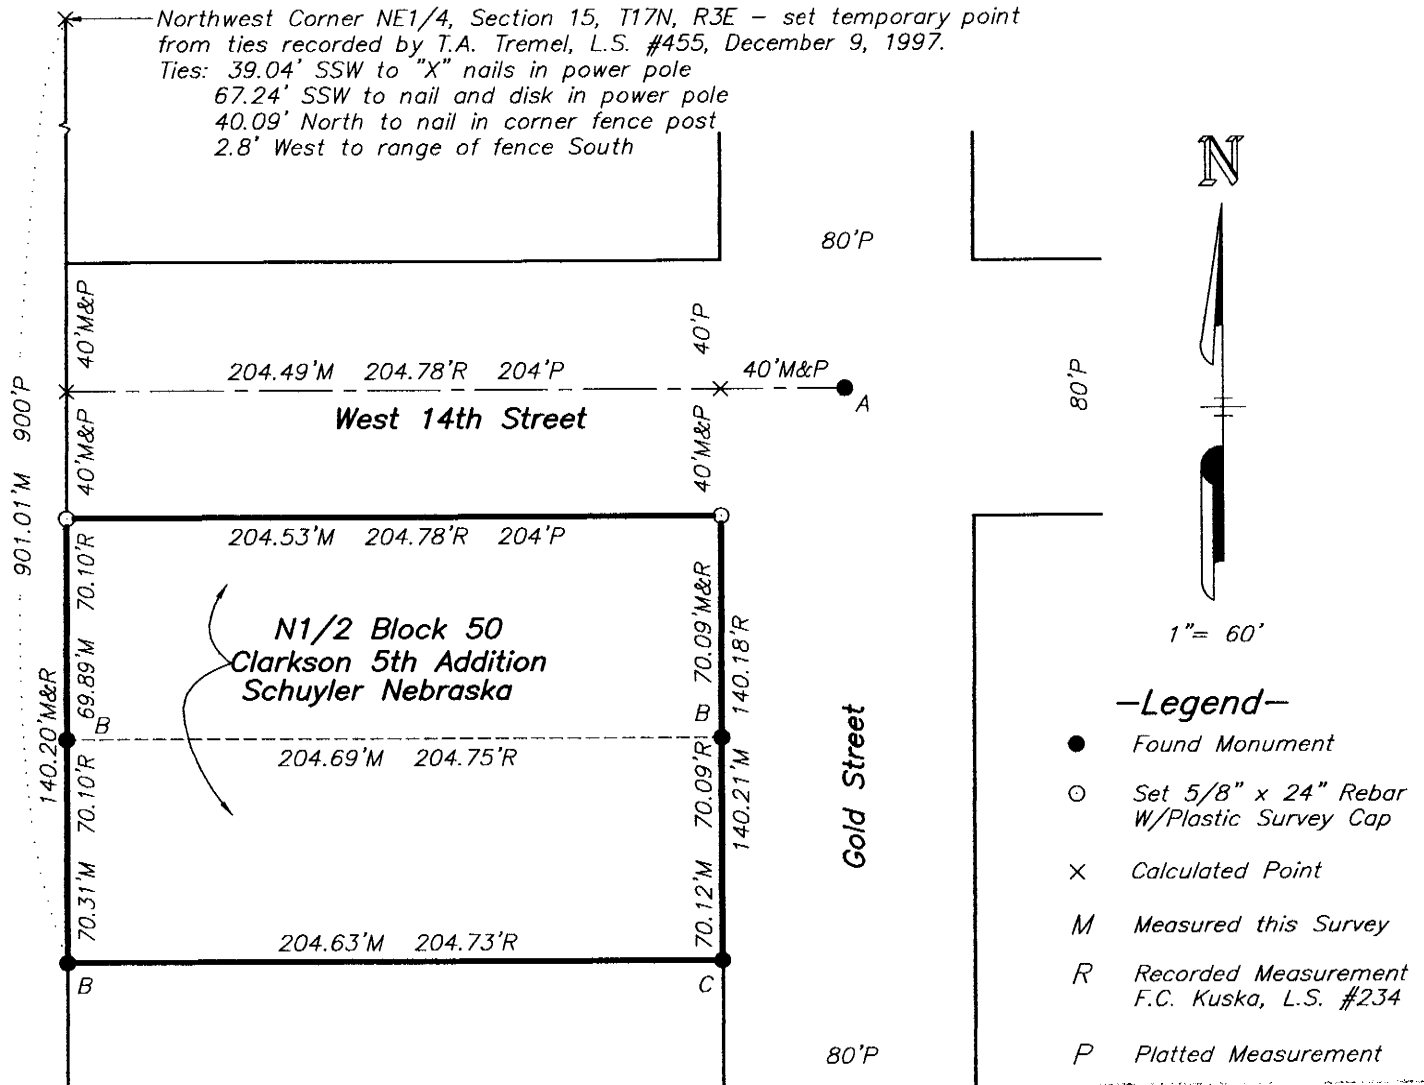 Northwest Corner NE1/4, Section 15, T17N, R3E - set temporary point
from ties recorded by T.A. Tremel, L.S. #455, December 9, 1997.
Ties: 39.04' SSW to "X" nails in power pole
67.24' SSW to nail and disk in power pole
40.09' North to nail in corner fence post
2.8' West to range of fence South
N
80'P
40'M&P
40'P
204.49'M 204.78'R 204'P
40'M&P
A
80'P
West 14th Street
901.01'M 900'P
40'M&P
40'M&P
204.53'M 204.78'R 204'P
69.89'M 70.10'R
70.09'M&R
N1/2 Block 50
Clarkson 5th Addition
Schuyler Nebraska
1"= 60'
140.20'M&R
140.21'M 140.18'R
B
B
204.69'M 204.75'R
70.31'M 70.10'R
70.12'M 70.09'R
Gold Street
204.63'M 204.73'R
B
C
80'P
-Legend-
Found Monument
Set 5/8" x 24" Rebar
W/Plastic Survey Cap
Calculated Point
M Measured this Survey
R Recorded Measurement
F.C. Kuska, L.S. #234
P Platted Measurement